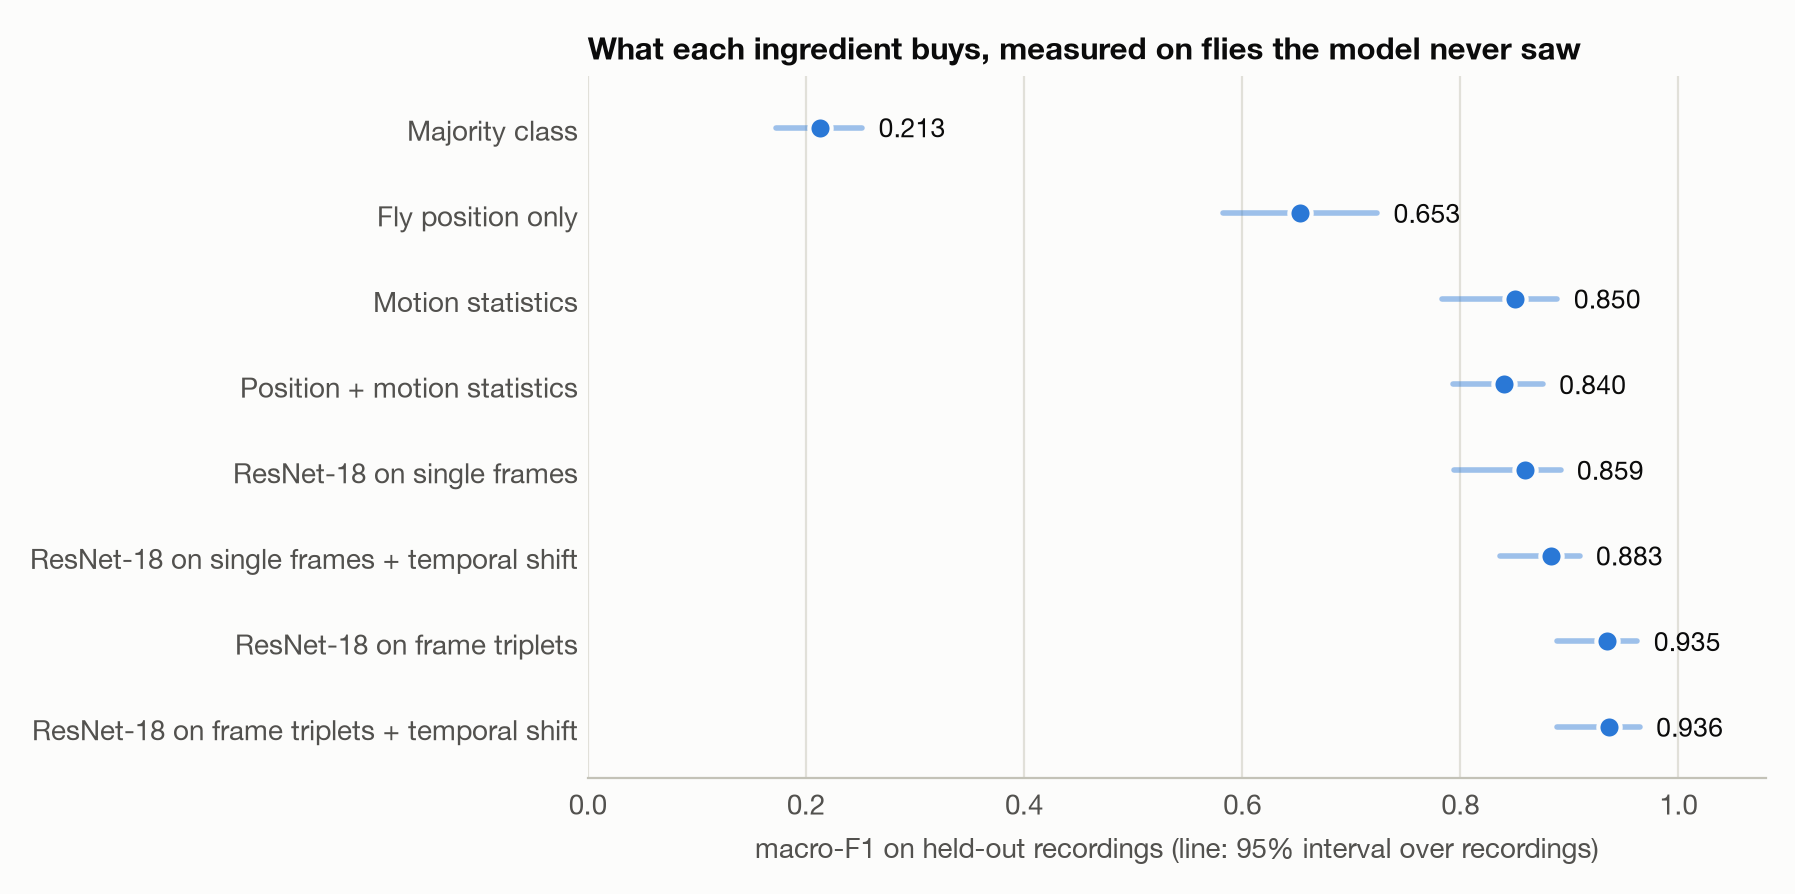 What each ingredient buys, measured on flies the model never saw
Majority class 0.213
Fly position only 0.653
Motion statistics 0.850
Position + motion statistics 0.840
ResNet-18 on single frames 0.859
ResNet-18 on single frames + temporal shift 0.883
ResNet-18 on frame triplets 0.935
ResNet-18 on frame triplets + temporal shift 0.936
0.0 0.2 0.4 0.6 0.8 1.0
macro-F1 on held-out recordings (line: 95% interval over recordings)